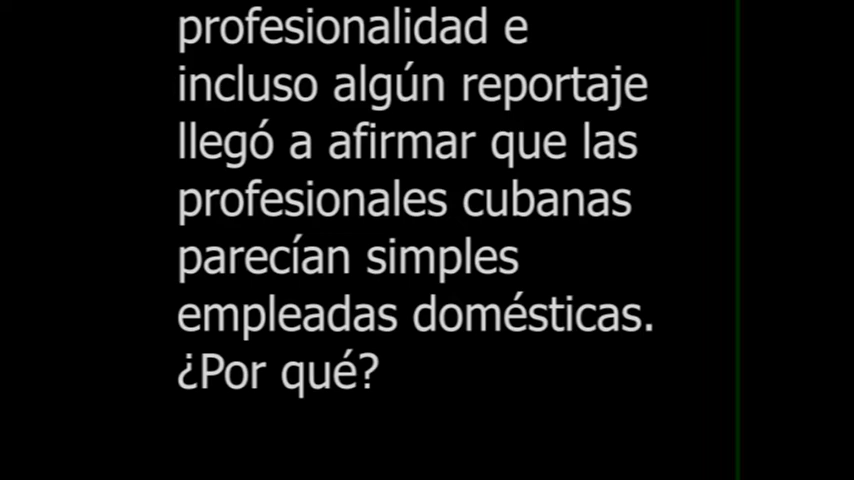 profesionalidad e
incluso algún reportaje
llegó a afirmar que las
profesionales cubanas
parecían simples
empleadas domésticas.
¿Por qué?